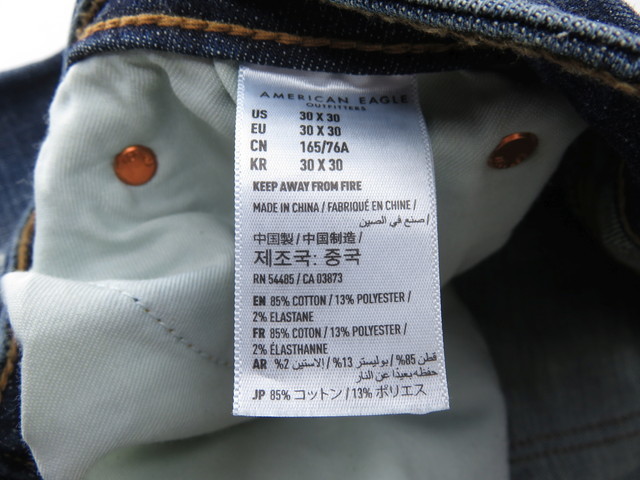 AMERICAN EAGLE
OUTFITTERS
US 30 X 30
EU 30 X 30
CN 165/76A
KR 30 X 30
KEEP AWAY FROM FIRE
MADE IN CHINA / FABRIQUÉ EN CHINE /
صنع في الصين /
中国製 / 中国制造 /
제조국: 중국
RN 54485 / CA 03873
EN 85% COTTON / 13% POLYESTER /
2% ELASTANE
FR 85% COTON / 13% POLYESTER /
2% ÉLASTHANNE
AR قطن 85% / بوليستر 13% / إلاستين 2%
حفظه بعيدًا عن النار
JP 85% コットン / 13% ポリエス